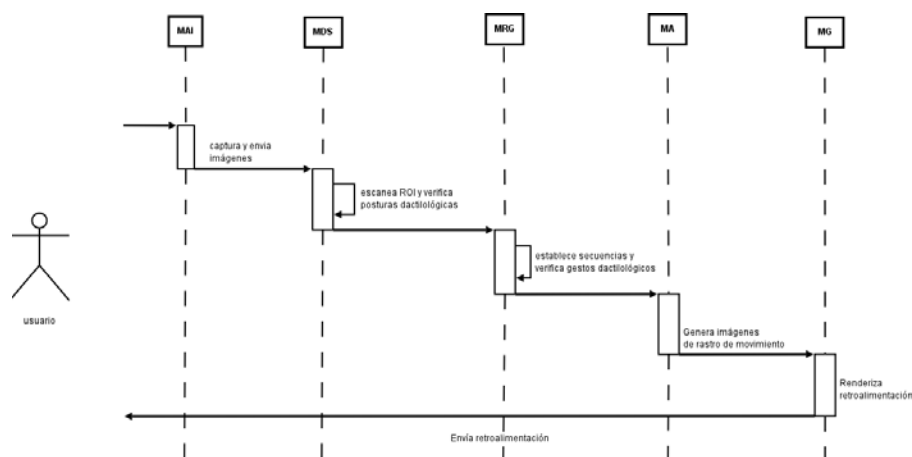 MAI
MDS
MRG
MA
MG
captura y envia
imágenes
escanea ROI y verifica
posturas dactilológicas
establece secuencias y
verifica gestos dactilológicos
usuario
Genera imágenes
de rastro de movimiento
Renderiza
retroalimentación
Envía retroalimentación